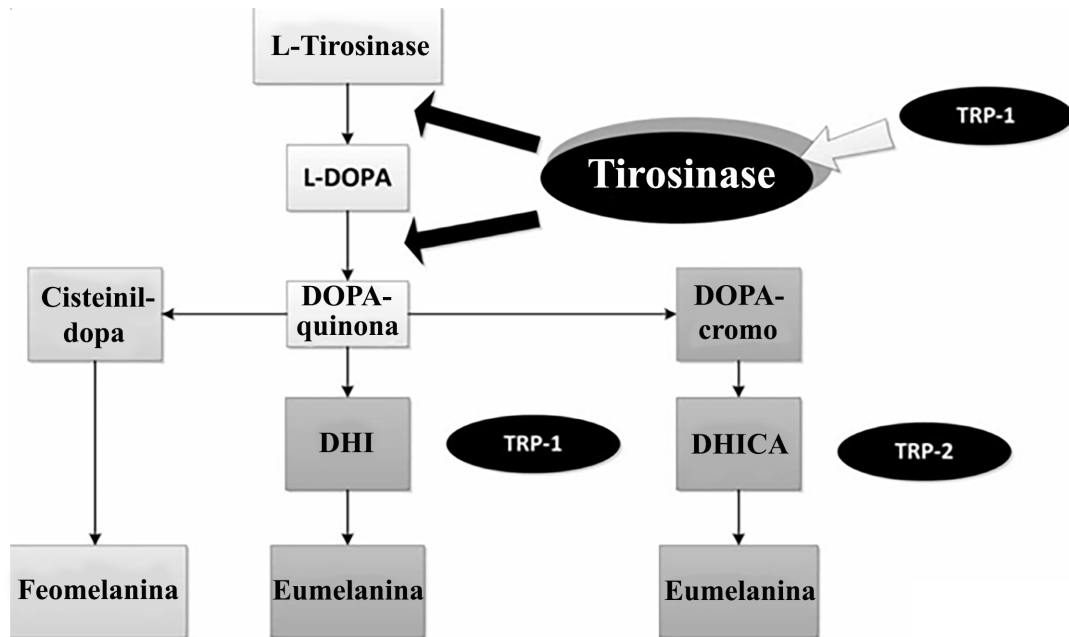 L-Tirosinase
TRP-1
Tirosinase
L-DOPA
Cisteinil-
dopa
DOPA-
quinona
DOPA-
cromo
DHI
TRP-1
DHICA
TRP-2
Feomelanina
Eumelanina
Eumelanina